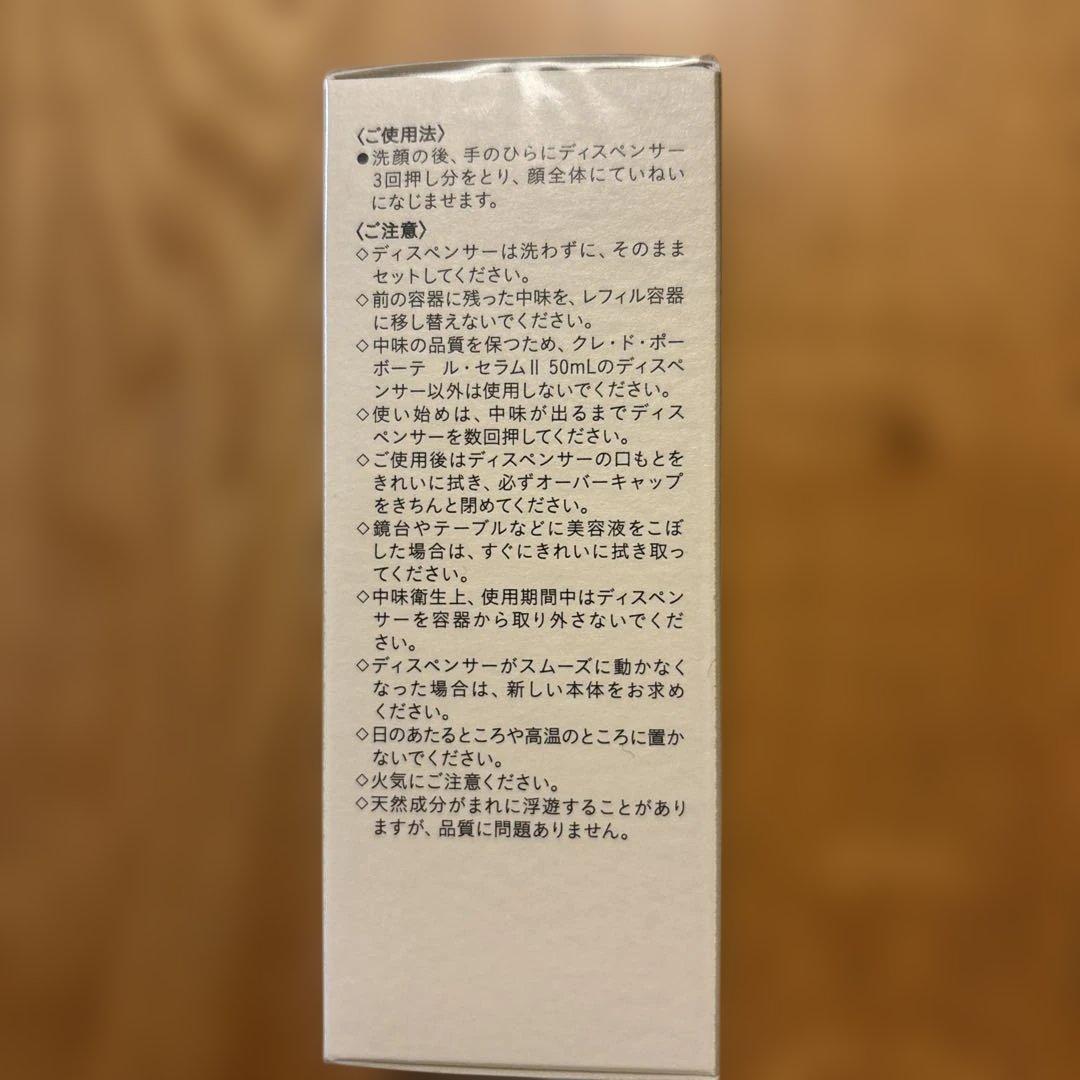 〈ご使用法〉
●洗顔の後、手のひらにディスペンサー
3回押し分をとり、顔全体にていねい
になじませます。
〈ご注意〉
◇ディスペンサーは洗わずに、そのまま
セットしてください。
◇前の容器に残った中味を、レフィル容器
に移し替えないでください。
◇中味の品質を保つため、クレ・ド・ポー
ボーテ ル・セラムⅡ 50mLのディスペ
ンサー以外は使用しないでください。
◇使い始めは、中味が出るまでディス
ペンサーを数回押してください。
◇ご使用後はディスペンサーの口もとを
きれいに拭き、必ずオーバーキャップ
をきちんと閉めてください。
◇鏡台やテーブルなどに美容液をこぼ
した場合は、すぐにきれいに拭き取っ
てください。
◇中味衛生上、使用期間中はディスペン
サーを容器から取り外さないでくだ
さい。
◇ディスペンサーがスムーズに動かなく
なった場合は、新しい本体をお求め
ください。
◇日のあたるところや高温のところに置か
ないでください。
◇火気にご注意ください。
◇天然成分がまれに浮遊することがあり
ますが、品質に問題ありません。